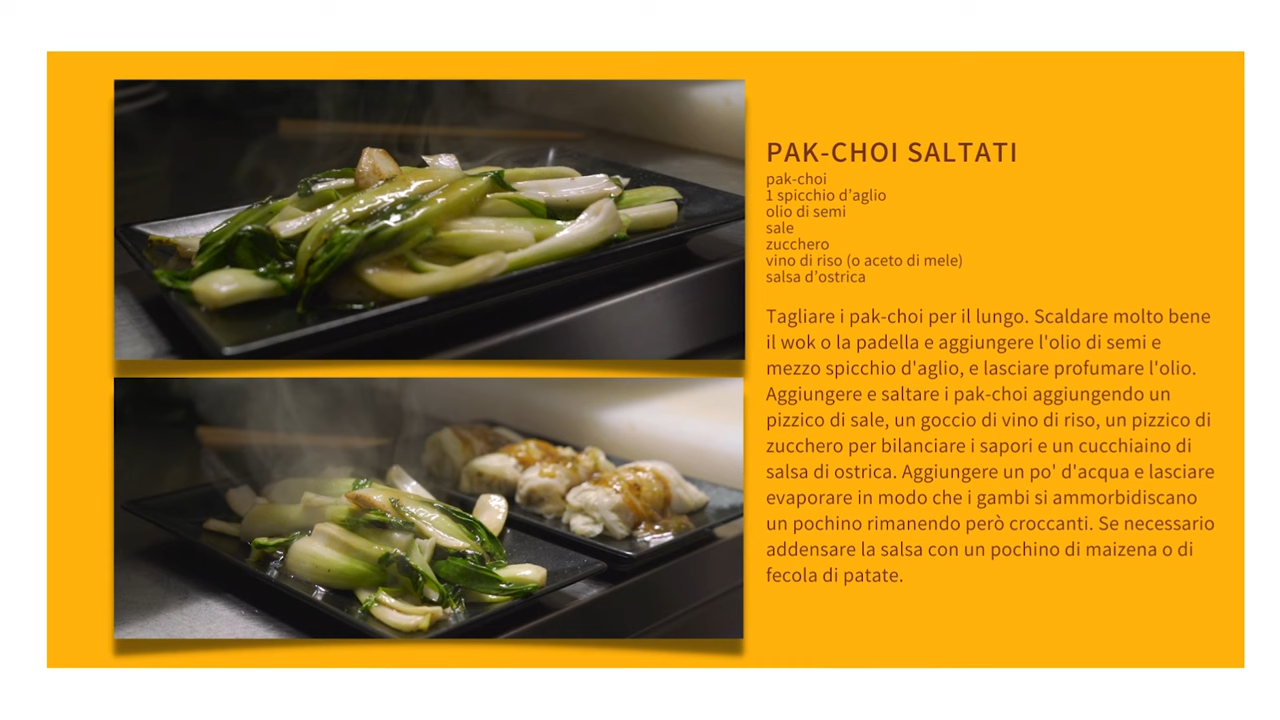 PAK-CHOI SALTATI
pak-choi
1 spicchio d’aglio
olio di semi
sale
zucchero
vino di riso (o aceto di mele)
salsa d’ostrica
Tagliare i pak-choi per il lungo. Scaldare molto bene
il wok o la padella e aggiungere l'olio di semi e
mezzo spicchio d'aglio, e lasciare profumare l'olio.
Aggiungere e saltare i pak-choi aggiungendo un
pizzico di sale, un goccio di vino di riso, un pizzico di
zucchero per bilanciare i sapori e un cucchiaino di
salsa di ostrica. Aggiungere un po' d'acqua e lasciare
evaporare in modo che i gambi si ammorbidiscano
un pochino rimanendo però croccanti. Se necessario
addensare la salsa con un pochino di maizena o di
fecola di patate.